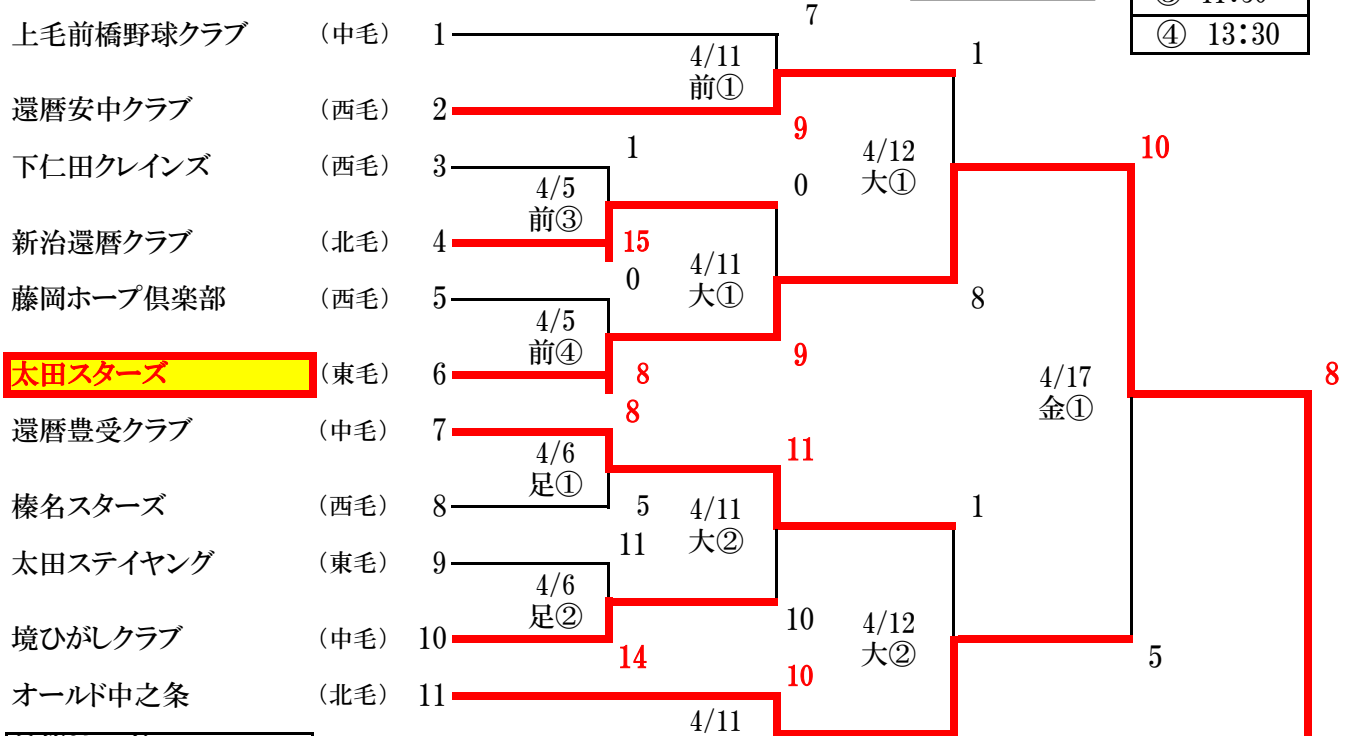 7
④ 13:30
上毛前橋野球クラブ (中毛) 1
4/11
前①
1
還暦安中クラブ (西毛) 2
9
10
下仁田クレインズ (西毛) 3
1
4/5
前③
0
4/12
大①
新治還暦クラブ (北毛) 4
15
0
4/11
大①
藤岡ホープ倶楽部 (西毛) 5
8
4/5
前④
9
太田スターズ (東毛) 6
8
4/17
金①
8
還暦豊受クラブ (中毛) 7
8
11
4/6
足①
榛名スターズ (西毛) 8
5
4/11
大②
1
太田ステイヤング (東毛) 9
11
4/6
足②
10
4/12
大②
境ひがしクラブ (中毛) 10
14
5
10
オールド中之条 (北毛) 11
4/11